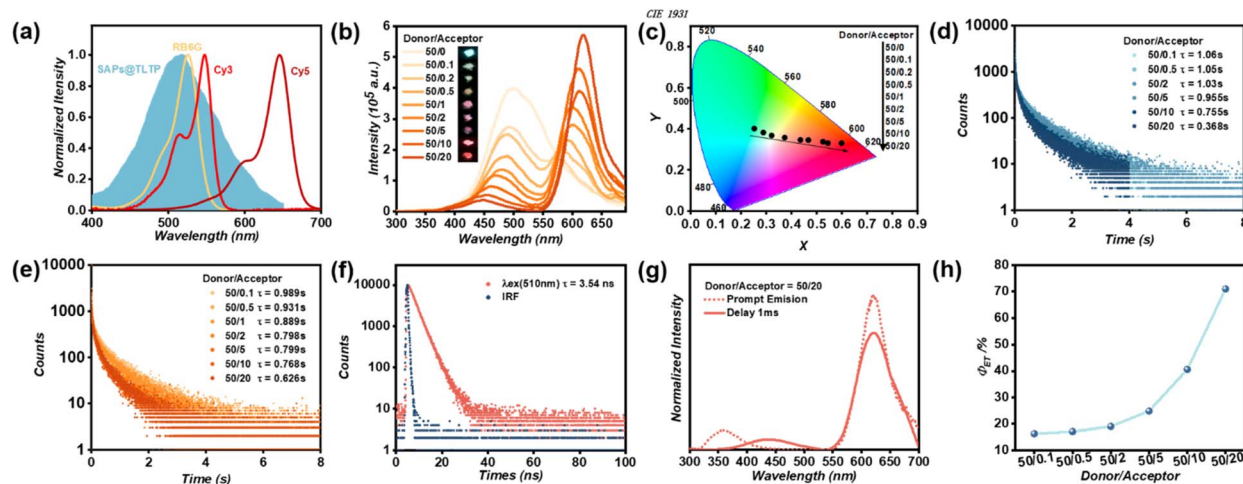 (a)
Normalized Itensity
1.0
0.8
0.6
0.4
0.2
0.0
RB6G
SAPs@TLTP
Cy3
Cy5
400 500 600 700
Wavelength (nm)
(b)
Intensity (10⁵ a.u.)
6
5
4
3
2
1
0
Donor/Acceptor
50/0
50/0.1
50/0.2
50/0.5
50/1
50/2
50/5
50/10
50/20
300 350 400 450 500 550 600 650
Wavelength (nm)
(c)
CIE 1931
Y
0.8
0.6
0.4
0.2
0.0
520
540
560
580
600
620
500
480
460
Donor/Acceptor
50/0
50/0.1
50/0.2
50/0.5
50/1
50/2
50/5
50/10
50/20
0.0 0.1 0.2 0.3 0.4 0.5 0.6 0.7 0.8
X
(d)
Counts
10000
1000
100
10
1
Donor/Acceptor
50/0.1 τ = 1.06s
50/0.5 τ = 1.05s
50/2 τ = 1.03s
50/5 τ = 0.955s
50/10 τ = 0.755s
50/20 τ = 0.368s
0 2 4 6 8
Time (s)
(e)
Counts
10000
1000
100
10
1
Donor/Acceptor
50/0.1 τ = 0.989s
50/0.5 τ = 0.931s
50/1 τ = 0.889s
50/2 τ = 0.798s
50/5 τ = 0.799s
50/10 τ = 0.768s
50/20 τ = 0.626s
0 2 4 6 8
Time (s)
(f)
Counts
10000
1000
100
10
1
λex(510nm) τ = 3.54 ns
IRF
0 20 40 60 80 100
Times (ns)
(g)
Normalized Intensity
Donor/Acceptor = 50/20
Prompt Emision
Delay 1ms
300 400 500 600 700
Wavelength (nm)
(h)
Φ_ET /%
80
70
60
50
40
30
20
10
50/0.1 50/0.5 50/2 50/5 50/10 50/20
Donor/Acceptor